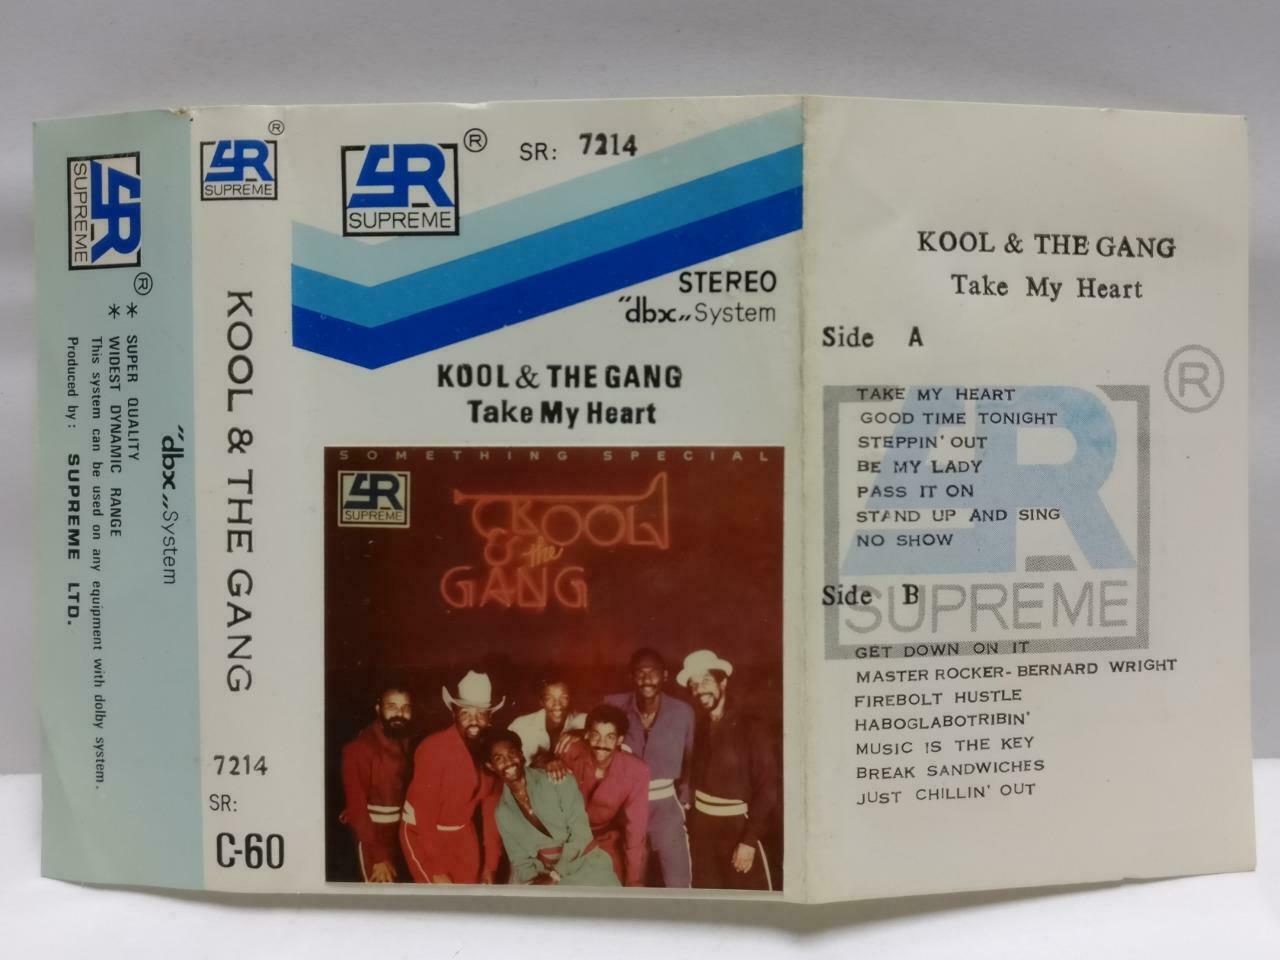 SR
SUPREME
®
"dbx„System
* SUPER QUALITY
* WIDEST DYNAMIC RANGE
This system can be used on any equipment with dolby system.
Produced by: SUPREME LTD.
SR ®
SUPREME
KOOL & THE GANG
7214
SR:
C-60
SR ®
SUPREME
SR: 7214
STEREO
"dbx„System
KOOL & THE GANG
Take My Heart
SOMETHING SPECIAL
SR
SUPREME
KOOL
& the
GANG
KOOL & THE GANG
Take My Heart
Side A
®
SR
SUPREME
TAKE MY HEART
GOOD TIME TONIGHT
STEPPIN' OUT
BE MY LADY
PASS IT ON
STAND UP AND SING
NO SHOW
Side B
GET DOWN ON IT
MASTER ROCKER- BERNARD WRIGHT
FIREBOLT HUSTLE
HABOGLABOTRIBIN'
MUSIC IS THE KEY
BREAK SANDWICHES
JUST CHILLIN' OUT